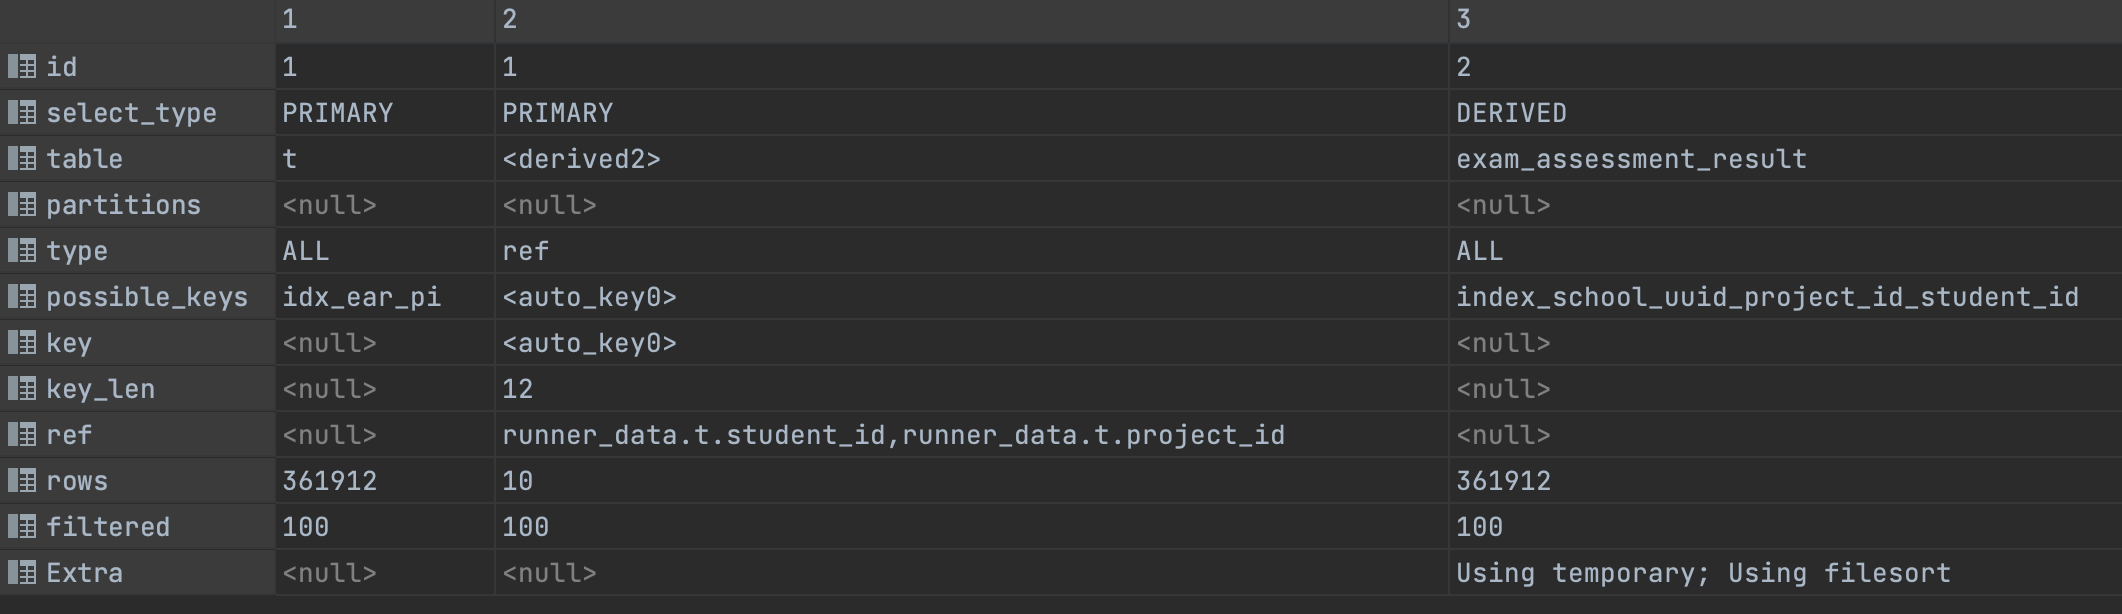 1 2 3
id 1 1 2
select_type PRIMARY PRIMARY DERIVED
table t <derived2> exam_assessment_result
partitions <null> <null> <null>
type ALL ref ALL
possible_keys idx_ear_pi <auto_key0> index_school_uuid_project_id_student_id
key <null> <auto_key0> <null>
key_len <null> 12 <null>
ref <null> runner_data.t.student_id,runner_data.t.project_id <null>
rows 361912 10 361912
filtered 100 100 100
Extra <null> <null> Using temporary; Using filesort